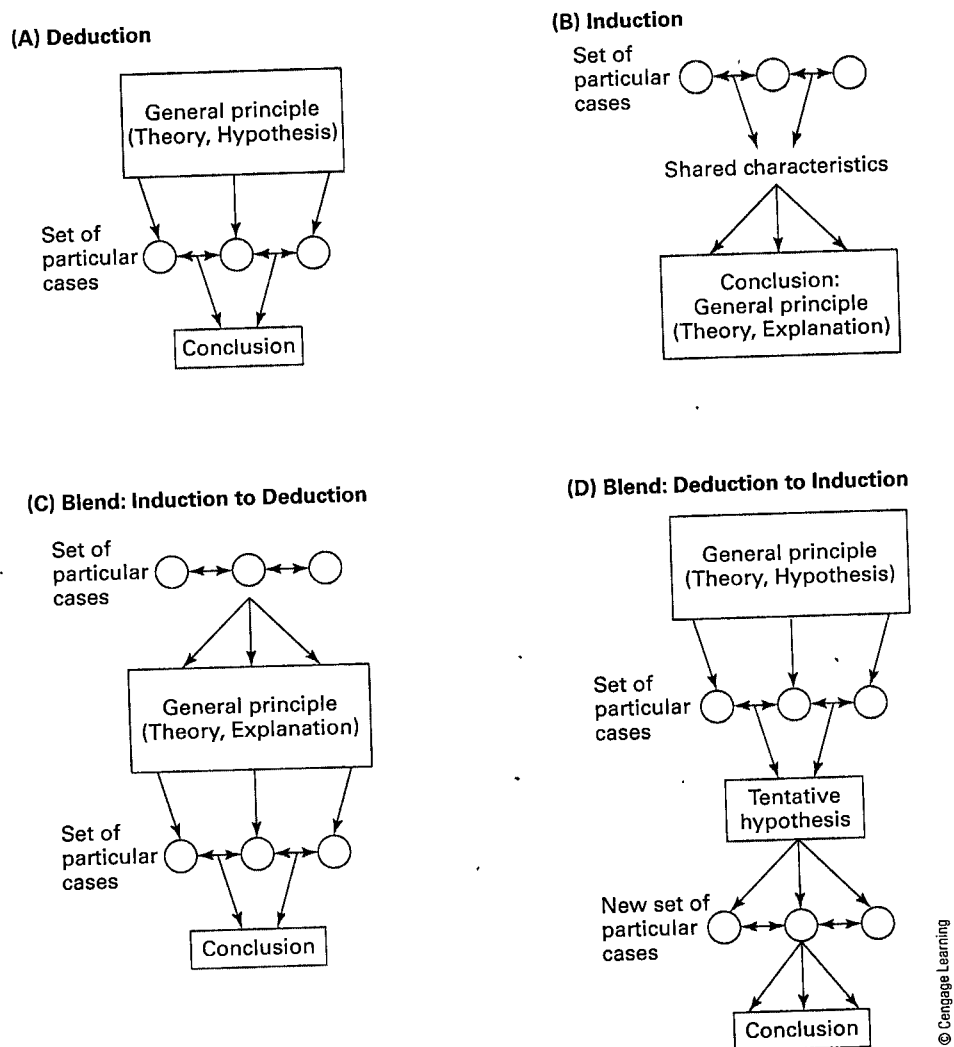 (A) Deduction
General principle
(Theory, Hypothesis)
Set of
particular
cases
Conclusion
(B) Induction
Set of
particular
cases
Shared characteristics
Conclusion:
General principle
(Theory, Explanation)
(C) Blend: Induction to Deduction
Set of
particular
cases
General principle
(Theory, Explanation)
Set of
particular
cases
Conclusion
(D) Blend: Deduction to Induction
General principle
(Theory, Hypothesis)
Set of
particular
cases
Tentative
hypothesis
New set of
particular
cases
Conclusion
© Cengage Learning